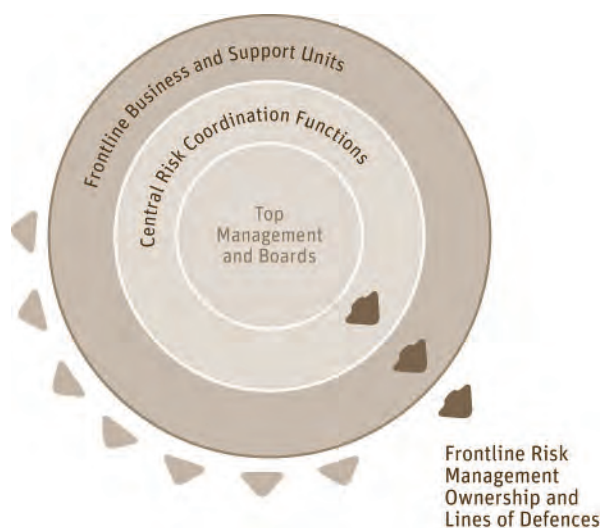 Frontline Business and Support Units
Central Risk Coordination Functions
Top
Management
and Boards
Frontline Risk
Management
Ownership and
Lines of Defences